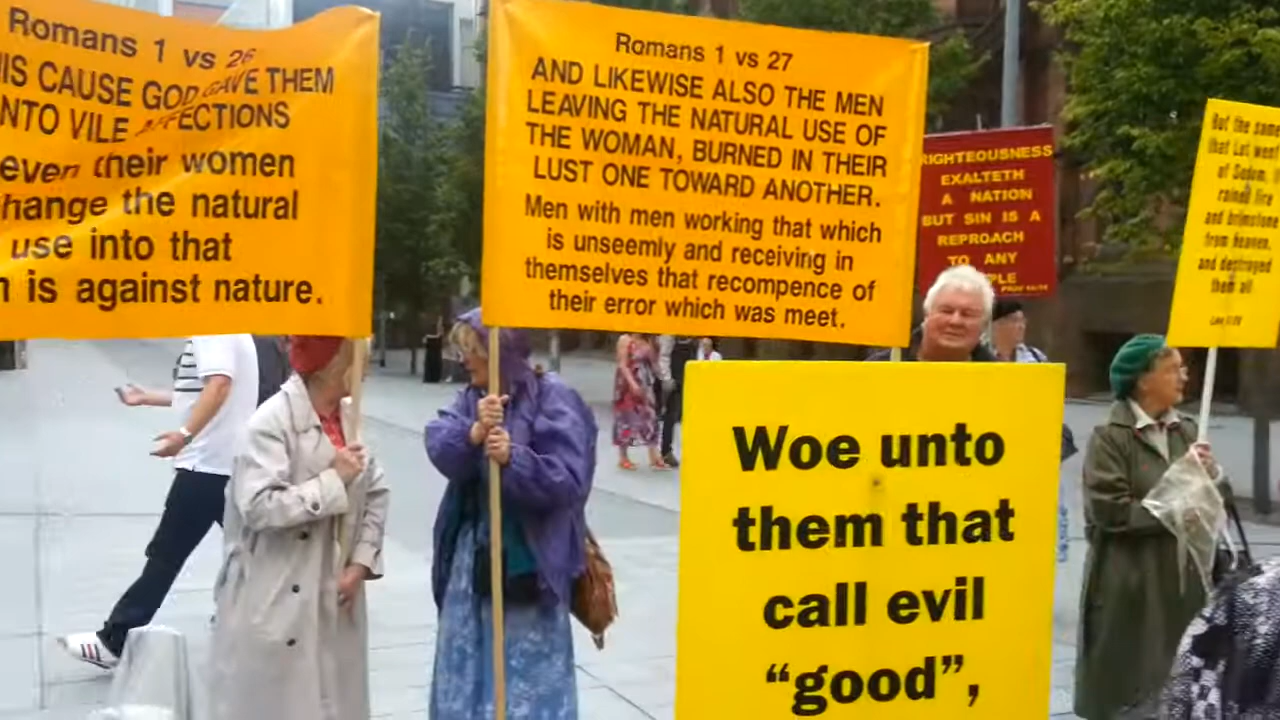 Romans 1 vs 26
HIS CAUSE GOD GAVE THEM
NTO VILE AFFECTIONS
even their women
hange the natural
use into that
h is against nature.
Romans 1 vs 27
AND LIKEWISE ALSO THE MEN
LEAVING THE NATURAL USE OF
THE WOMAN, BURNED IN THEIR
LUST ONE TOWARD ANOTHER.
Men with men working that which
is unseemly and receiving in
themselves that recompence of
their error which was meet.
RIGHTEOUSNESS
EXALTETH
A NATION
BUT SIN IS A
REPROACH
TO ANY
PLE
Woe unto
them that
call evil
“good”,
But the same
that Lot went
of Sodom, it
rained fire
and brimstone
from Heaven,
and destroyed
them all